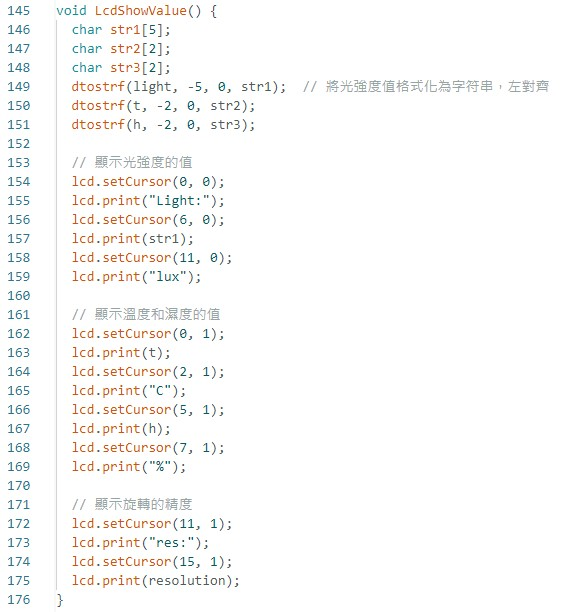 145 void LcdShowValue() {
146   char str1[5];
147   char str2[2];
148   char str3[2];
149   dtostrf(light, -5, 0, str1);  // 將光強度值格式化為字符串，左對齊
150   dtostrf(t, -2, 0, str2);
151   dtostrf(h, -2, 0, str3);
152
153   // 顯示光強度的值
154   lcd.setCursor(0, 0);
155   lcd.print("Light:");
156   lcd.setCursor(6, 0);
157   lcd.print(str1);
158   lcd.setCursor(11, 0);
159   lcd.print("lux");
160
161   // 顯示溫度和濕度的值
162   lcd.setCursor(0, 1);
163   lcd.print(t);
164   lcd.setCursor(2, 1);
165   lcd.print("C");
166   lcd.setCursor(5, 1);
167   lcd.print(h);
168   lcd.setCursor(7, 1);
169   lcd.print("%");
170
171   // 顯示旋轉的精度
172   lcd.setCursor(11, 1);
173   lcd.print("res:");
174   lcd.setCursor(15, 1);
175   lcd.print(resolution);
176 }